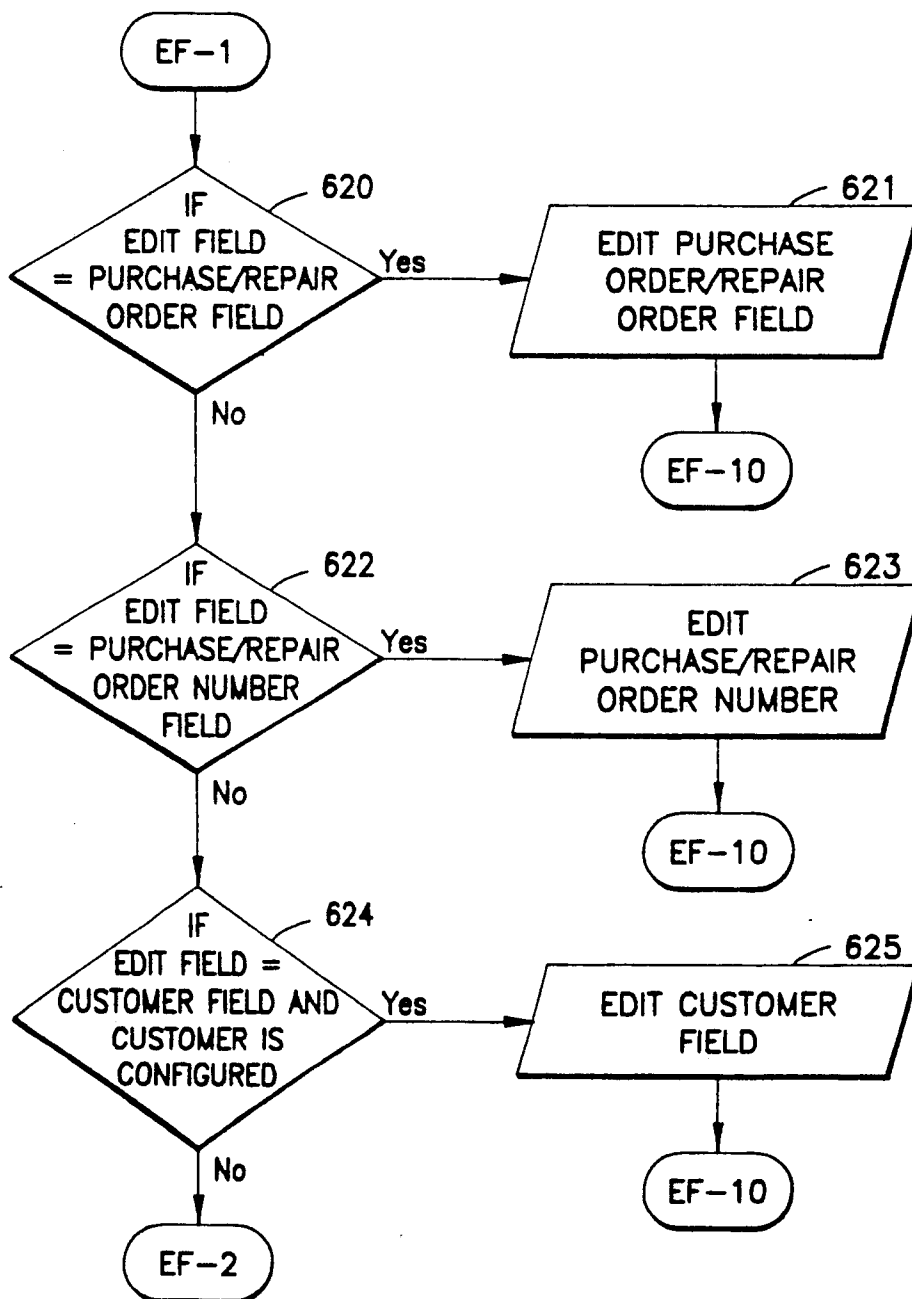 EF-1
620
IF
EDIT FIELD
= PURCHASE/REPAIR
ORDER FIELD
Yes
621
EDIT PURCHASE
ORDER/REPAIR
ORDER FIELD
No
EF-10
622
IF
EDIT FIELD
= PURCHASE/REPAIR
ORDER NUMBER
FIELD
Yes
623
EDIT
PURCHASE/REPAIR
ORDER NUMBER
No
EF-10
624
IF
EDIT FIELD =
CUSTOMER FIELD AND
CUSTOMER IS
CONFIGURED
Yes
625
EDIT CUSTOMER
FIELD
No
EF-10
EF-2